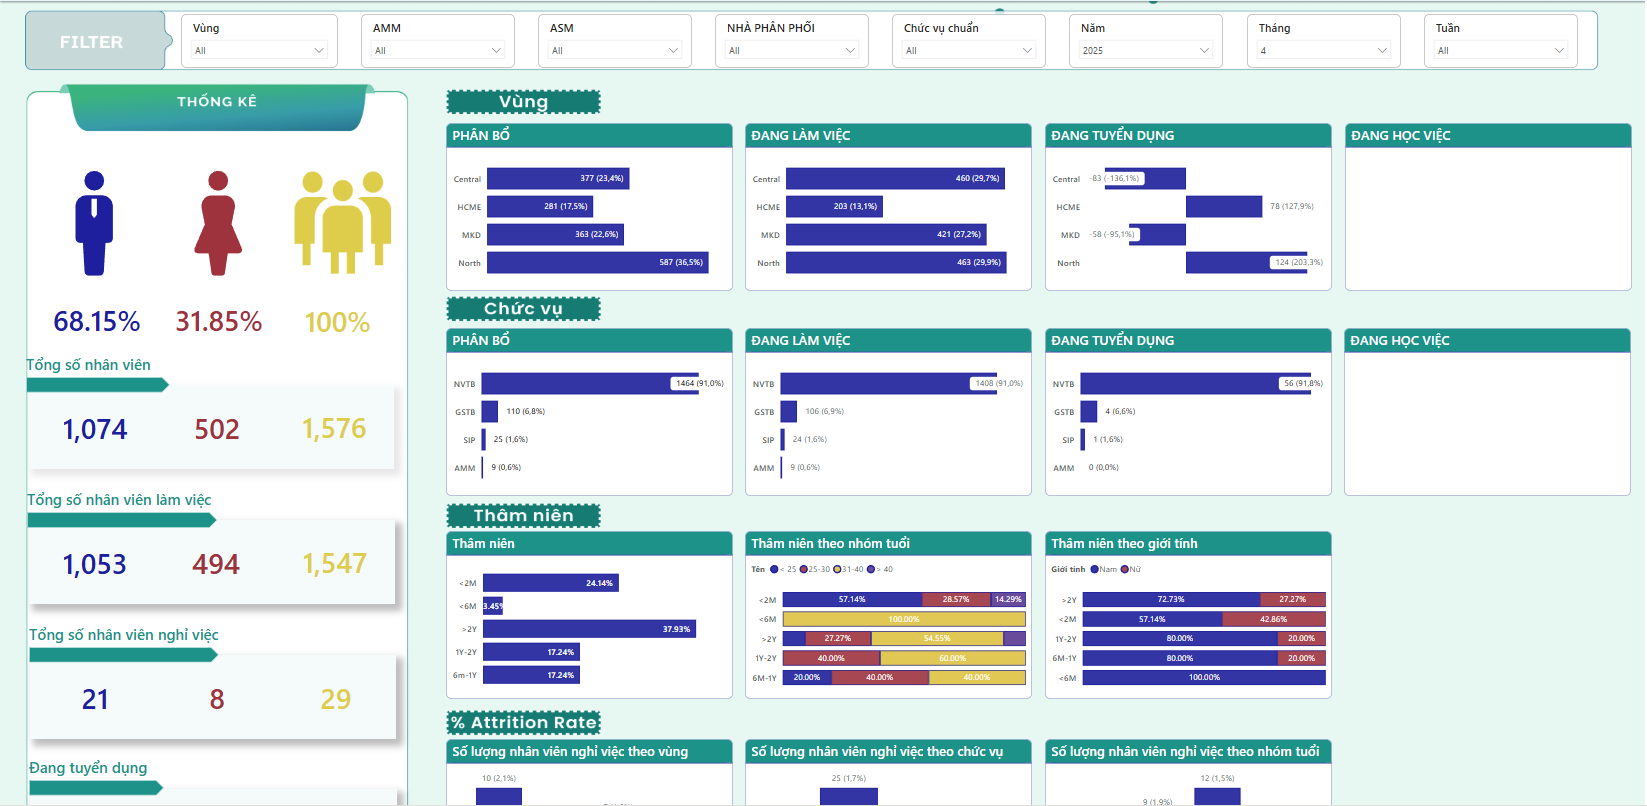 FILTER
Vùng
All
AMM
All
ASM
All
NHÀ PHÂN PHỐI
All
Chức vụ chuẩn
All
Năm
2025
Tháng
4
Tuần
All
THỐNG KÊ
68.15% 31.85% 100%
Tổng số nhân viên
1,074 502 1,576
Tổng số nhân viên làm việc
1,053 494 1,547
Tổng số nhân viên nghỉ việc
21 8 29
Đang tuyển dụng
Vùng
PHÂN BỔ
Central 377 (23,4%)
HCME 281 (17,5%)
MKD 363 (22,6%)
North 587 (36,5%)
ĐANG LÀM VIỆC
Central 460 (29,7%)
HCME 203 (13,1%)
MKD 421 (27,2%)
North 463 (29,9%)
ĐANG TUYỂN DỤNG
Central -83 (-136,1%)
HCME 78 (127,9%)
MKD -58 (-95,1%)
North 124 (203,3%)
ĐANG HỌC VIỆC
Chức vụ
PHÂN BỔ
NVTB 1464 (91,0%)
GSTB 110 (6,8%)
SIP 25 (1,6%)
AMM 9 (0,6%)
ĐANG LÀM VIỆC
NVTB 1408 (91,0%)
GSTB 106 (6,9%)
SIP 24 (1,6%)
AMM 9 (0,6%)
ĐANG TUYỂN DỤNG
NVTB 56 (91,8%)
GSTB 4 (6,6%)
SIP 1 (1,6%)
AMM 0 (0,0%)
ĐANG HỌC VIỆC
Thâm niên
Thâm niên
<2M 24.14%
<6M 3.45%
>2Y 37.93%
1Y-2Y 17.24%
6m-1Y 17.24%
Thâm niên theo nhóm tuổi
Tên < 25 25-30 31-40 > 40
<2M 57.14% 28.57% 14.29%
<6M 100.00%
>2Y 27.27% 54.55%
1Y-2Y 40.00% 60.00%
6M-1Y 20.00% 40.00% 40.00%
Thâm niên theo giới tính
Giới tính Nam Nữ
>2Y 72.73% 27.27%
<2M 57.14% 42.86%
1Y-2Y 80.00% 20.00%
6M-1Y 80.00% 20.00%
<6M 100.00%
% Attrition Rate
Số lượng nhân viên nghỉ việc theo vùng
10 (2,1%)
Số lượng nhân viên nghỉ việc theo chức vụ
25 (1,7%)
Số lượng nhân viên nghỉ việc theo nhóm tuổi
12 (1,5%)
9 (1,9%)